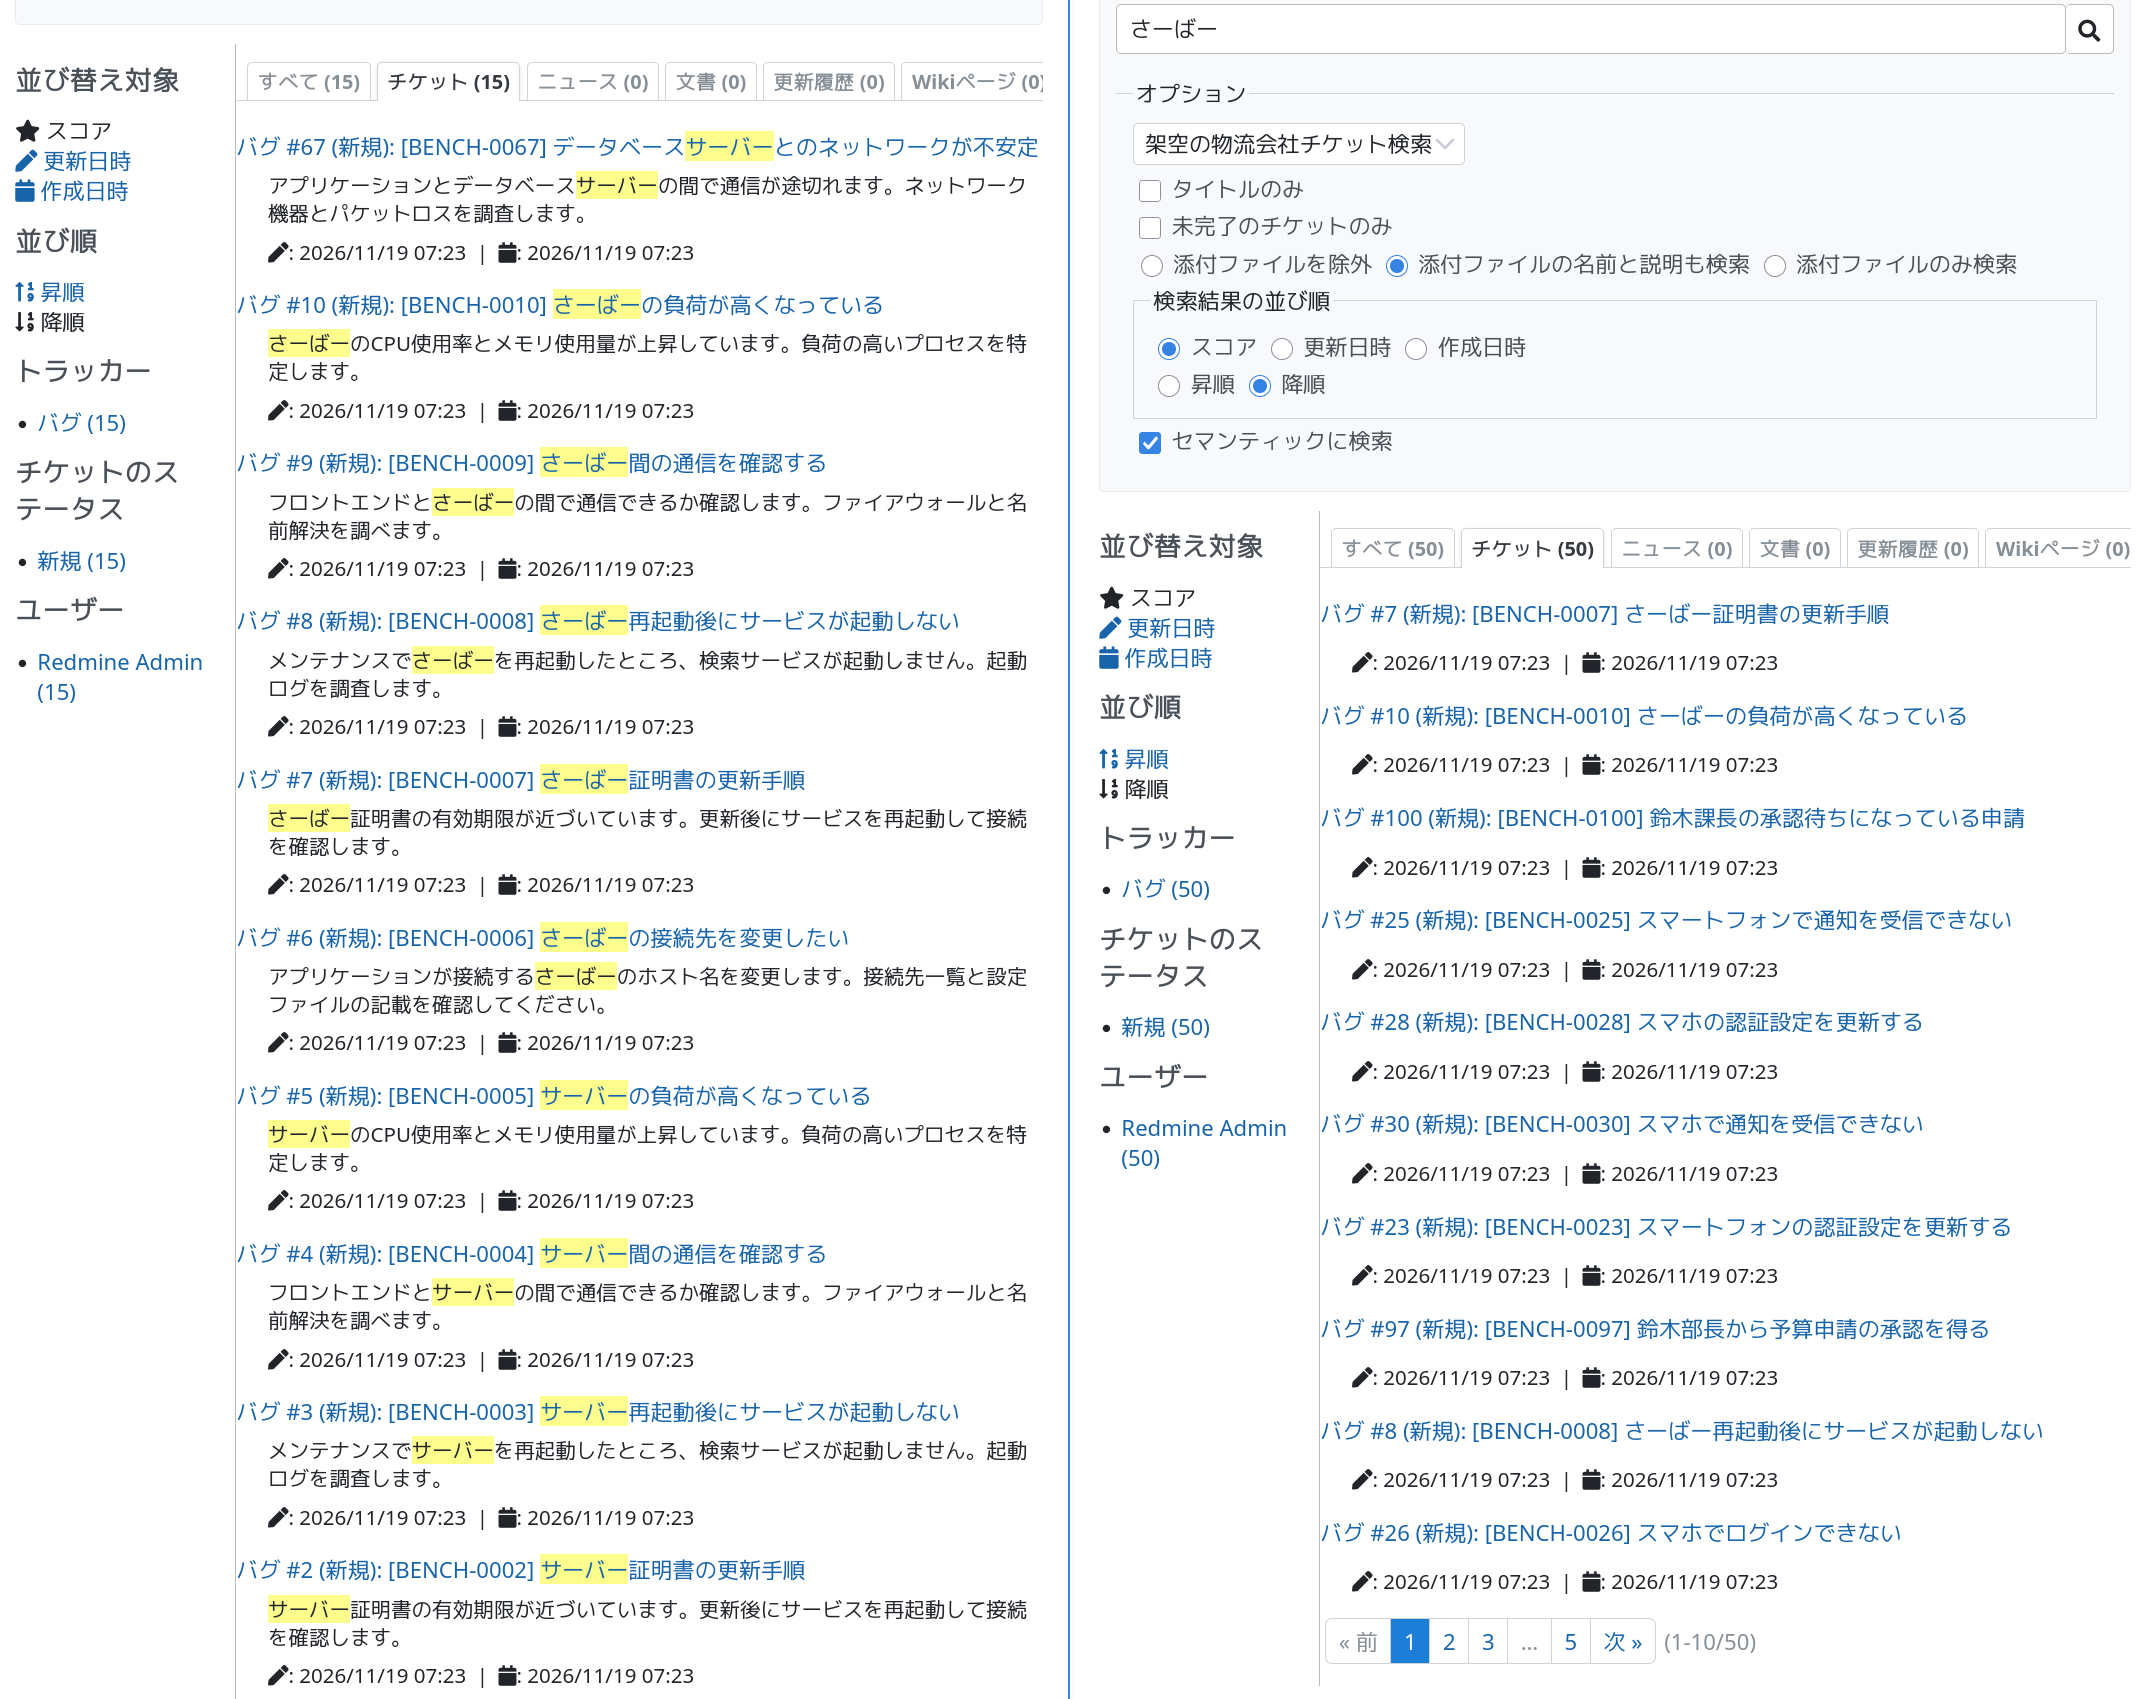 並び替え対象
スコア
更新日時
作成日時
並び順
昇順
降順
トラッカー
バグ (15)
チケットのス
テータス
新規 (15)
ユーザー
Redmine Admin
(15)
すべて (15) チケット (15) ニュース (0) 文書 (0) 更新履歴 (0) Wikiページ (0)
バグ #67 (新規): [BENCH-0067] データベースサーバーとのネットワークが不安定
アプリケーションとデータベースサーバーの間で通信が途切れます。ネットワーク
機器とパケットロスを調査します。
: 2026/11/19 07:23 | : 2026/11/19 07:23
バグ #10 (新規): [BENCH-0010] さーばーの負荷が高くなっている
さーばーのCPU使用率とメモリ使用量が上昇しています。負荷の高いプロセスを特
定します。
: 2026/11/19 07:23 | : 2026/11/19 07:23
バグ #9 (新規): [BENCH-0009] さーばー間の通信を確認する
フロントエンドとさーばーの間で通信できるか確認します。ファイアウォールと名
前解決を調べます。
: 2026/11/19 07:23 | : 2026/11/19 07:23
バグ #8 (新規): [BENCH-0008] さーばー再起動後にサービスが起動しない
メンテナンスでさーばーを再起動したところ、検索サービスが起動しません。起動
ログを調査します。
: 2026/11/19 07:23 | : 2026/11/19 07:23
バグ #7 (新規): [BENCH-0007] さーばー証明書の更新手順
さーばー証明書の有効期限が近づいています。更新後にサービスを再起動して接続
を確認します。
: 2026/11/19 07:23 | : 2026/11/19 07:23
バグ #6 (新規): [BENCH-0006] さーばーの接続先を変更したい
アプリケーションが接続するさーばーのホスト名を変更します。接続先一覧と設定
ファイルの記載を確認してください。
: 2026/11/19 07:23 | : 2026/11/19 07:23
バグ #5 (新規): [BENCH-0005] サーバーの負荷が高くなっている
サーバーのCPU使用率とメモリ使用量が上昇しています。負荷の高いプロセスを特
定します。
: 2026/11/19 07:23 | : 2026/11/19 07:23
バグ #4 (新規): [BENCH-0004] サーバー間の通信を確認する
フロントエンドとサーバーの間で通信できるか確認します。ファイアウォールと名
前解決を調べます。
: 2026/11/19 07:23 | : 2026/11/19 07:23
バグ #3 (新規): [BENCH-0003] サーバー再起動後にサービスが起動しない
メンテナンスでサーバーを再起動したところ、検索サービスが起動しません。起動
ログを調査します。
: 2026/11/19 07:23 | : 2026/11/19 07:23
バグ #2 (新規): [BENCH-0002] サーバー証明書の更新手順
サーバー証明書の有効期限が近づいています。更新後にサービスを再起動して接続
を確認します。
: 2026/11/19 07:23 | : 2026/11/19 07:23
さーばー
オプション
架空の物流会社チケット検索
タイトルのみ
未完了のチケットのみ
添付ファイルを除外 添付ファイルの名前と説明も検索 添付ファイルのみ検索
検索結果の並び順
スコア 更新日時 作成日時
昇順 降順
セマンティックに検索
並び替え対象
スコア
更新日時
作成日時
並び順
昇順
降順
トラッカー
バグ (50)
チケットのス
テータス
新規 (50)
ユーザー
Redmine Admin
(50)
すべて (50) チケット (50) ニュース (0) 文書 (0) 更新履歴 (0) Wikiページ (0)
バグ #7 (新規): [BENCH-0007] さーばー証明書の更新手順
: 2026/11/19 07:23 | : 2026/11/19 07:23
バグ #10 (新規): [BENCH-0010] さーばーの負荷が高くなっている
: 2026/11/19 07:23 | : 2026/11/19 07:23
バグ #100 (新規): [BENCH-0100] 鈴木課長の承認待ちになっている申請
: 2026/11/19 07:23 | : 2026/11/19 07:23
バグ #25 (新規): [BENCH-0025] スマートフォンで通知を受信できない
: 2026/11/19 07:23 | : 2026/11/19 07:23
バグ #28 (新規): [BENCH-0028] スマホの認証設定を更新する
: 2026/11/19 07:23 | : 2026/11/19 07:23
バグ #30 (新規): [BENCH-0030] スマホで通知を受信できない
: 2026/11/19 07:23 | : 2026/11/19 07:23
バグ #23 (新規): [BENCH-0023] スマートフォンの認証設定を更新する
: 2026/11/19 07:23 | : 2026/11/19 07:23
バグ #97 (新規): [BENCH-0097] 鈴木部長から予算申請の承認を得る
: 2026/11/19 07:23 | : 2026/11/19 07:23
バグ #8 (新規): [BENCH-0008] さーばー再起動後にサービスが起動しない
: 2026/11/19 07:23 | : 2026/11/19 07:23
バグ #26 (新規): [BENCH-0026] スマホでログインできない
: 2026/11/19 07:23 | : 2026/11/19 07:23
« 前 1 2 3 ... 5 次 » (1-10/50)